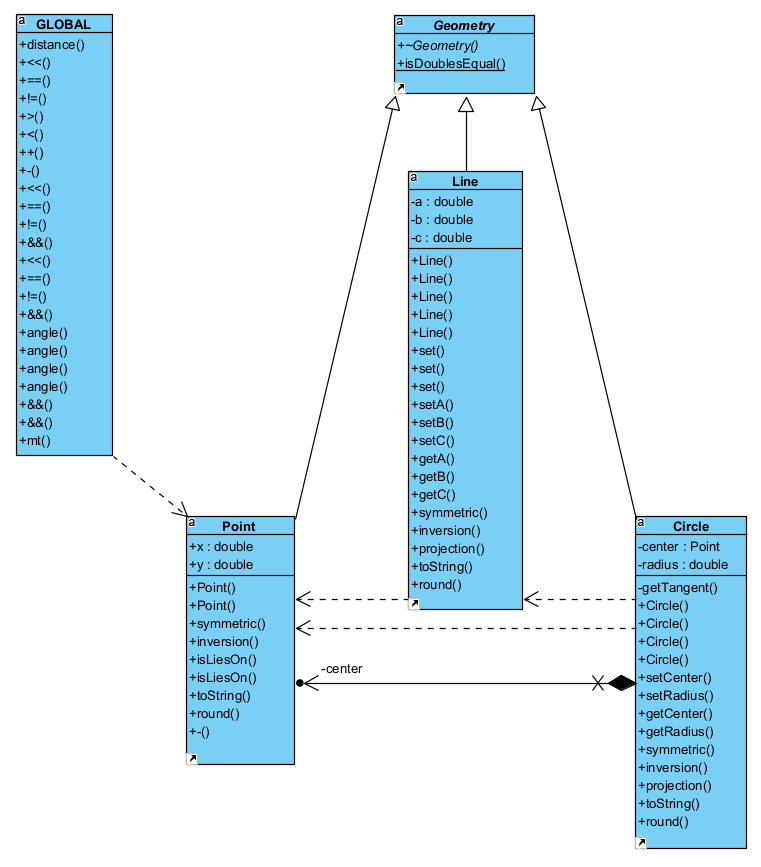 a
GLOBAL
+distance()
+<<()
+==()
+!=()
+>()
+<()
++()
+-()
+<<()
+==()
+!=()
+&&()
+<<()
+==()
+!=()
+&&()
+angle()
+angle()
+angle()
+angle()
+&&()
+&&()
+mt()
a
Geometry
+~Geometry()
+isDoublesEqual()
a
Line
-a : double
-b : double
-c : double
+Line()
+Line()
+Line()
+Line()
+Line()
+set()
+set()
+set()
+setA()
+setB()
+setC()
+getA()
+getB()
+getC()
+symmetric()
+inversion()
+projection()
+toString()
+round()
a
Point
+x : double
+y : double
+Point()
+Point()
+symmetric()
+inversion()
+isLiesOn()
+isLiesOn()
+toString()
+round()
+-()
-center
a
Circle
-center : Point
-radius : double
-getTangent()
+Circle()
+Circle()
+Circle()
+Circle()
+setCenter()
+setRadius()
+getCenter()
+getRadius()
+symmetric()
+inversion()
+projection()
+toString()
+round()